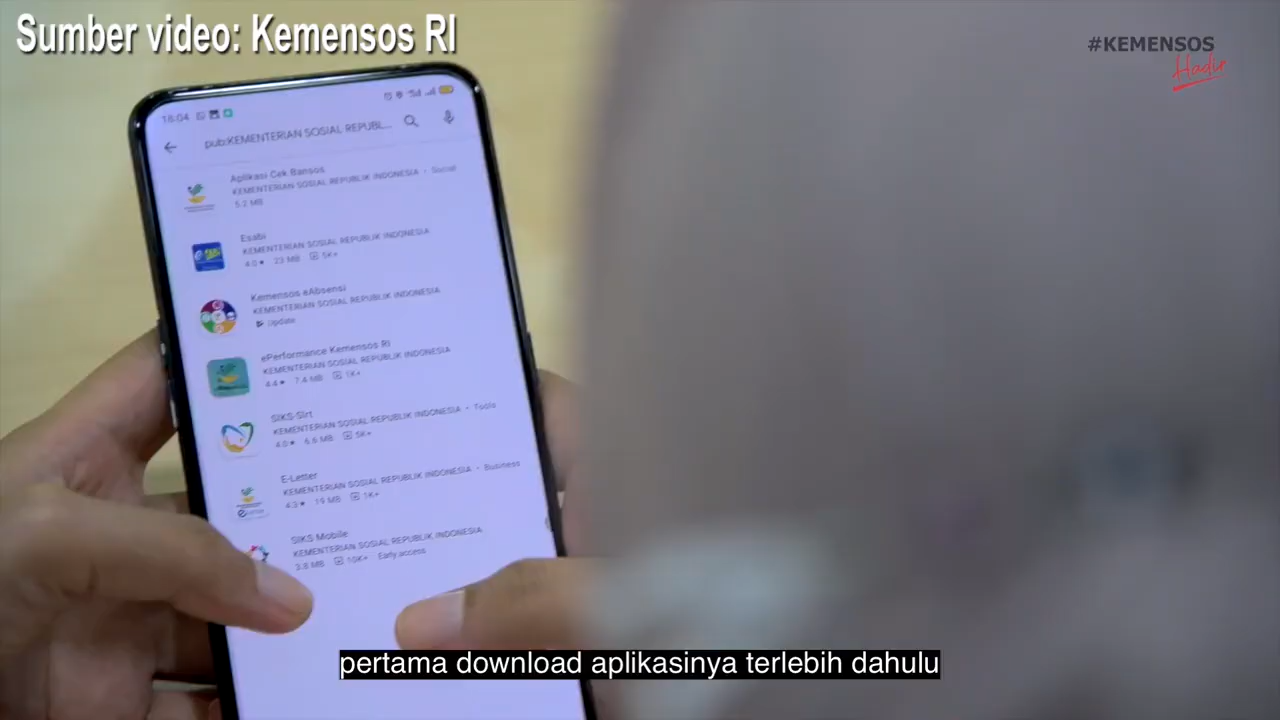 Sumber video: Kemensos RI
#KEMENSOS
Hadir
18:04
pub:KEMENTERIAN SOSIAL REPUBL...
Aplikasi Cek Bansos
KEMENTERIAN SOSIAL REPUBLIK INDONESIA • Social
5.2 MB
Esabi
KEMENTERIAN SOSIAL REPUBLIK INDONESIA
4.0★ 23 MB 5K+
Kemensos eAbsensi
KEMENTERIAN SOSIAL REPUBLIK INDONESIA
Update
ePerformance Kemensos RI
KEMENTERIAN SOSIAL REPUBLIK INDONESIA
4.4★ 7.4 MB 1K+
SIKS-Dirt
KEMENTERIAN SOSIAL REPUBLIK INDONESIA • Tools
4.0★ 6.6 MB 5K+
E-Letter
KEMENTERIAN SOSIAL REPUBLIK INDONESIA • Business
4.3★ 19 MB 1K+
SIKS Mobile
KEMENTERIAN SOSIAL REPUBLIK INDONESIA
3.8 MB 10K+ Early access
pertama download aplikasinya terlebih dahulu